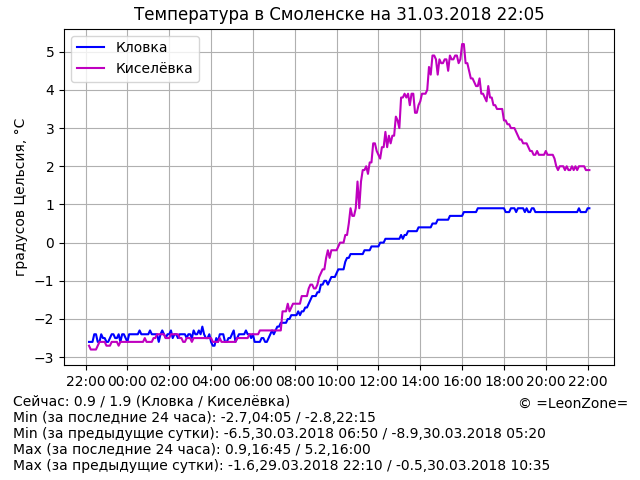 Температура в Смоленске на 31.03.2018 22:05
Кловка
Киселёвка
градусов Цельсия, °C
5
4
3
2
1
0
−1
−2
−3
22:00 00:00 02:00 04:00 06:00 08:00 10:00 12:00 14:00 16:00 18:00 20:00 22:00
Сейчас: 0.9 / 1.9 (Кловка / Киселёвка)
© =LeonZone=
Min (за последние 24 часа): -2.7,04:05 / -2.8,22:15
Min (за предыдущие сутки): -6.5,30.03.2018 06:50 / -8.9,30.03.2018 05:20
Max (за последние 24 часа): 0.9,16:45 / 5.2,16:00
Max (за предыдущие сутки): -1.6,29.03.2018 22:10 / -0.5,30.03.2018 10:35